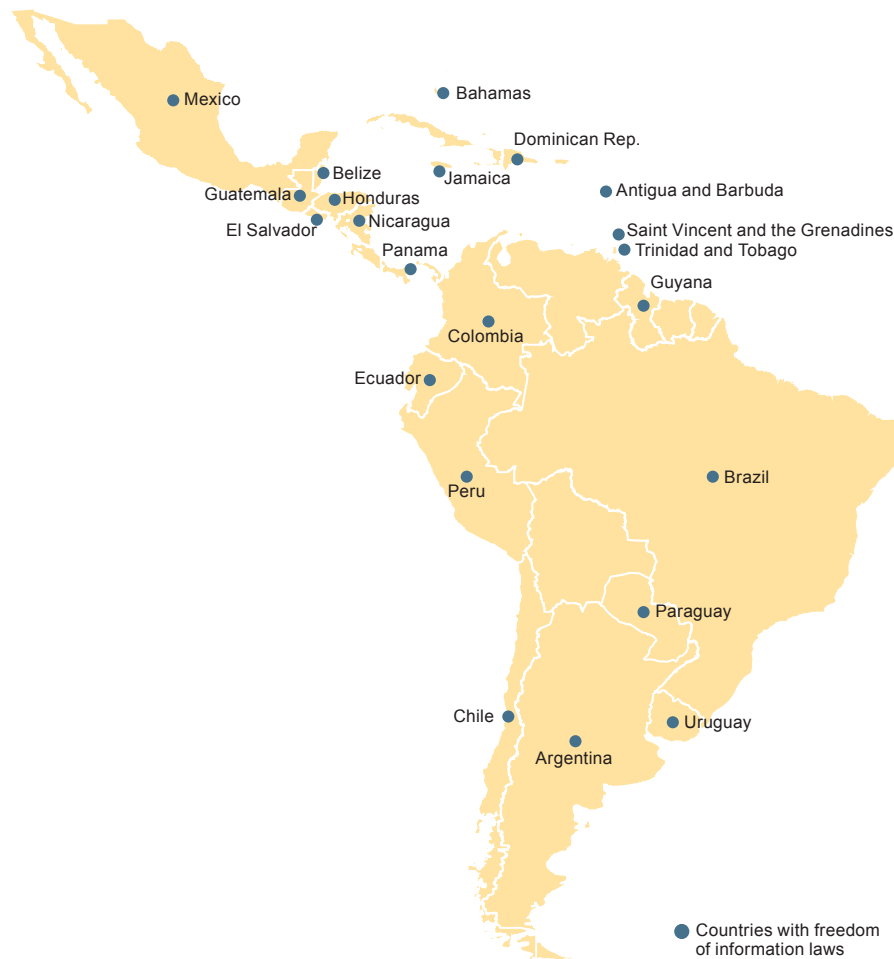 Mexico
Bahamas
Dominican Rep.
Belize
Jamaica
Guatemala
Honduras
Antigua and Barbuda
El Salvador
Nicaragua
Saint Vincent and the Grenadines
Panama
Trinidad and Tobago
Guyana
Colombia
Ecuador
Peru
Brazil
Paraguay
Chile
Uruguay
Argentina
Countries with freedom
of information laws